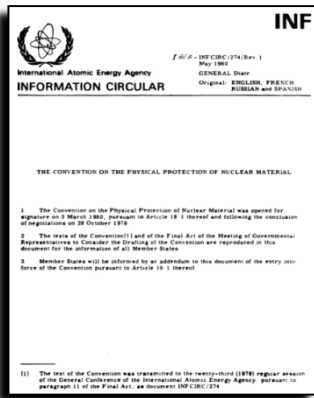 INF
IAEA - INFCIRC/274/Rev. 1
May 1980
International Atomic Energy Agency
GENERAL Distr.
INFORMATION CIRCULAR
Original: ENGLISH, FRENCH,
RUSSIAN and SPANISH
THE CONVENTION ON THE PHYSICAL PROTECTION OF NUCLEAR MATERIAL
1 The Convention on the Physical Protection of Nuclear Material was opened for
signature on 3 March 1980, pursuant to Article 18 1 thereof and following the conclusion
of negotiations on 28 October 1979
2 The texts of the Convention[1] and of the Final Act of the Meeting of Governmental
Representatives to Consider the Drafting of the Convention are reproduced in this
document for the information of all Member States
3 Member States will be informed by an addendum to this document of the entry into
force of the Convention pursuant to Article 19 1 thereof
[1] The text of the Convention was transmitted to the twenty-third (1979) regular session
of the General Conference of the International Atomic Energy Agency pursuant to
paragraph 11 of the Final Act, as document INFCIRC/274